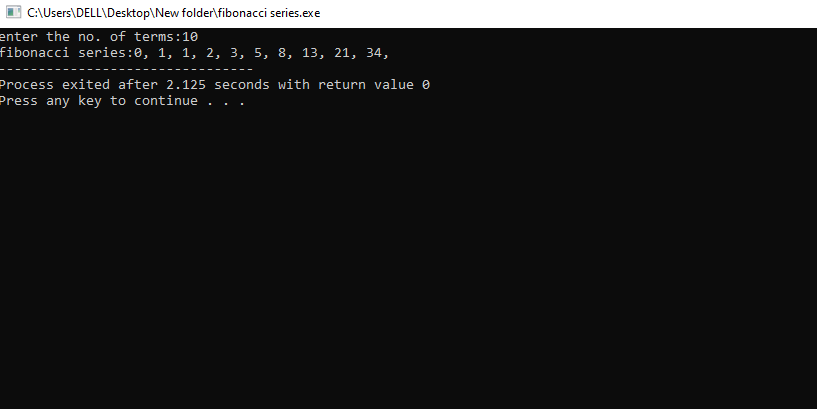 C:\Users\DELL\Desktop\New folder\fibonacci series.exe
enter the no. of terms:10
fibonacci series:0, 1, 1, 2, 3, 5, 8, 13, 21, 34,
--------------------------------
Process exited after 2.125 seconds with return value 0
Press any key to continue . . .